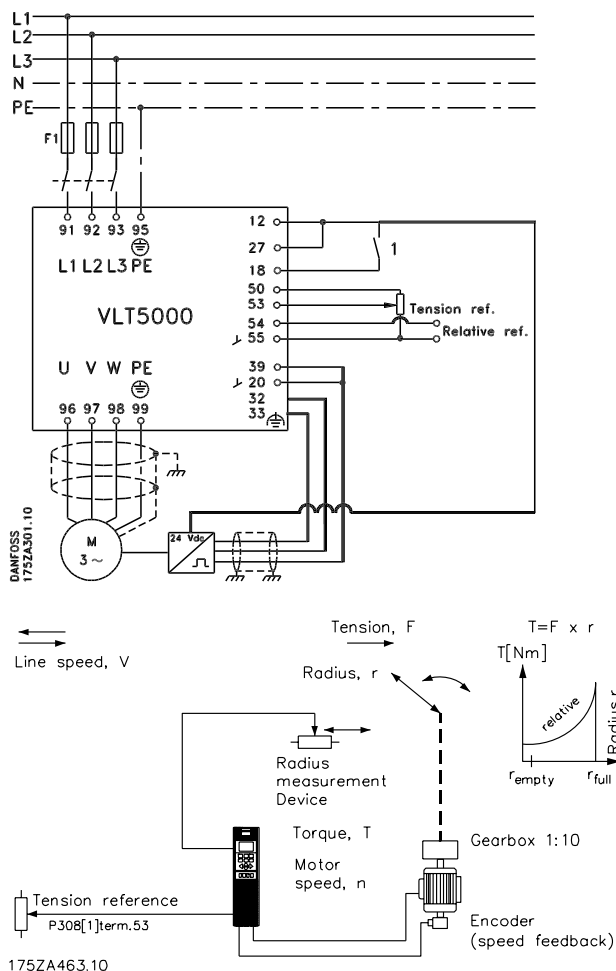 L1
L2
L3
N
PE
F1
91 92 93 95
L1 L2 L3 PE
VLT5000
U V W PE
96 97 98 99
12
27
18
50
53
54
55
39
20
32
33
1
Tension ref.
Relative ref.
M
3 ~
24 Vdc
DANFOSS
175ZA301.10
Line speed, V
Tension, F
Radius, r
T=F x r
T[Nm]
relative
Radius r
rempty
rfull
Radius
measurement
Device
Torque, T
Motor
speed, n
Gearbox 1:10
Encoder
(speed feedback)
Tension reference
P308[1]term.53
175ZA463.10